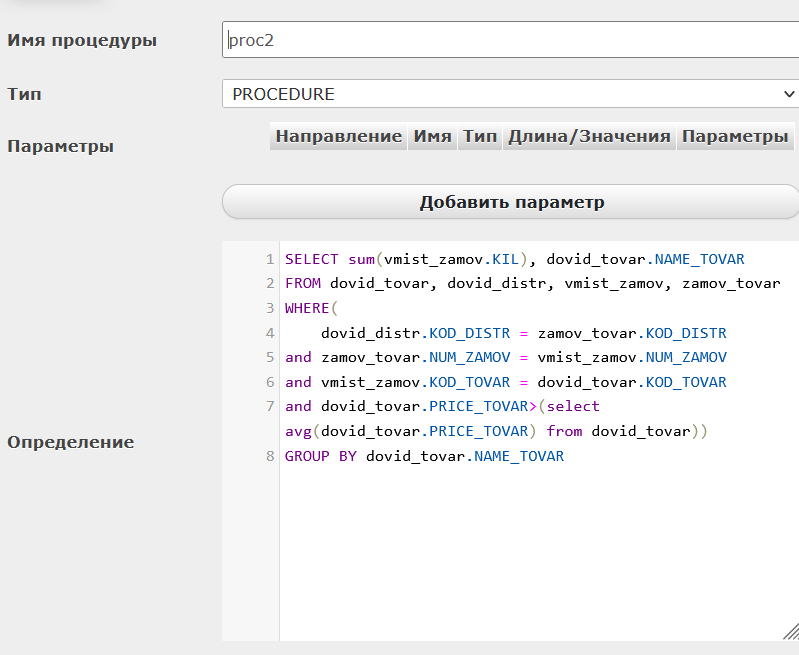 Имя процедуры
proc2
Тип
PROCEDURE
Параметры
Направление Имя Тип Длина/Значения Параметры
Добавить параметр
Определение
1 SELECT sum(vmist_zamov.KIL), dovid_tovar.NAME_TOVAR
2 FROM dovid_tovar, dovid_distr, vmist_zamov, zamov_tovar
3 WHERE(
4 dovid_distr.KOD_DISTR = zamov_tovar.KOD_DISTR
5 and zamov_tovar.NUM_ZAMOV = vmist_zamov.NUM_ZAMOV
6 and vmist_zamov.KOD_TOVAR = dovid_tovar.KOD_TOVAR
7 and dovid_tovar.PRICE_TOVAR>(select
avg(dovid_tovar.PRICE_TOVAR) from dovid_tovar))
8 GROUP BY dovid_tovar.NAME_TOVAR